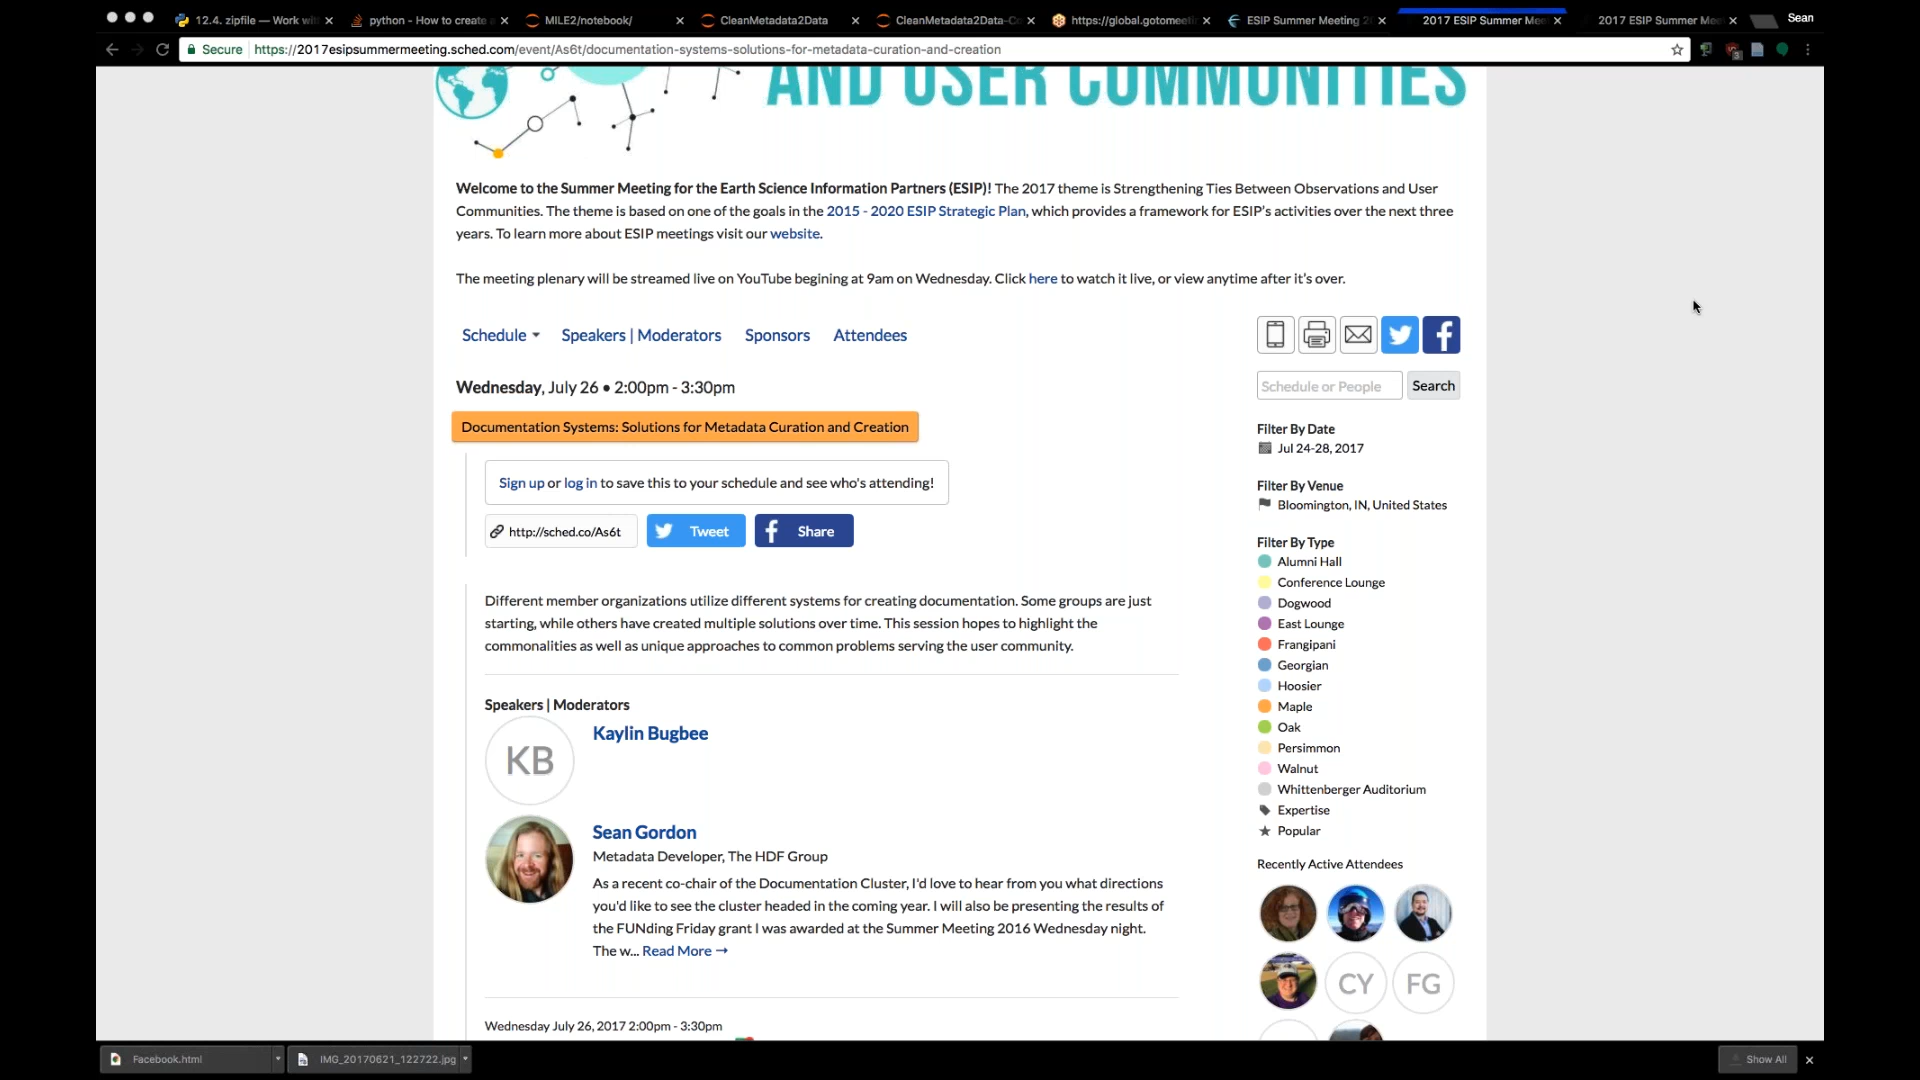 12.4. zipfile — Work wit
python - How to create a
MILE2/notebook/
CleanMetadata2Data
CleanMetadata2Data-Co
https://global.gotomeeti
ESIP Summer Meeting 2
2017 ESIP Summer Mee
2017 ESIP Summer Mee
Sean
Secure https://2017esipsummermeeting.sched.com/event/As6t/documentation-systems-solutions-for-metadata-curation-and-creation
AND USER COMMUNITIES
Welcome to the Summer Meeting for the Earth Science Information Partners (ESIP)! The 2017 theme is Strengthening Ties Between Observations and User
Communities. The theme is based on one of the goals in the 2015 - 2020 ESIP Strategic Plan, which provides a framework for ESIP's activities over the next three
years. To learn more about ESIP meetings visit our website.
The meeting plenary will be streamed live on YouTube begining at 9am on Wednesday. Click here to watch it live, or view anytime after it's over.
Schedule Speakers | Moderators Sponsors Attendees
Wednesday, July 26 • 2:00pm - 3:30pm
Documentation Systems: Solutions for Metadata Curation and Creation
Sign up or log in to save this to your schedule and see who's attending!
http://sched.co/As6t Tweet Share
Different member organizations utilize different systems for creating documentation. Some groups are just
starting, while others have created multiple solutions over time. This session hopes to highlight the
commonalities as well as unique approaches to common problems serving the user community.
Speakers | Moderators
KB
Kaylin Bugbee
Sean Gordon
Metadata Developer, The HDF Group
As a recent co-chair of the Documentation Cluster, I'd love to hear from you what directions
you'd like to see the cluster headed in the coming year. I will also be presenting the results of
the FUNding Friday grant I was awarded at the Summer Meeting 2016 Wednesday night.
The w... Read More →
Wednesday July 26, 2017 2:00pm - 3:30pm
Schedule or People Search
Filter By Date
Jul 24-28, 2017
Filter By Venue
Bloomington, IN, United States
Filter By Type
Alumni Hall
Conference Lounge
Dogwood
East Lounge
Frangipani
Georgian
Hoosier
Maple
Oak
Persimmon
Walnut
Whittenberger Auditorium
Expertise
Popular
Recently Active Attendees
CY FG
Facebook.html
IMG_20170621_122722.jpg
Show All